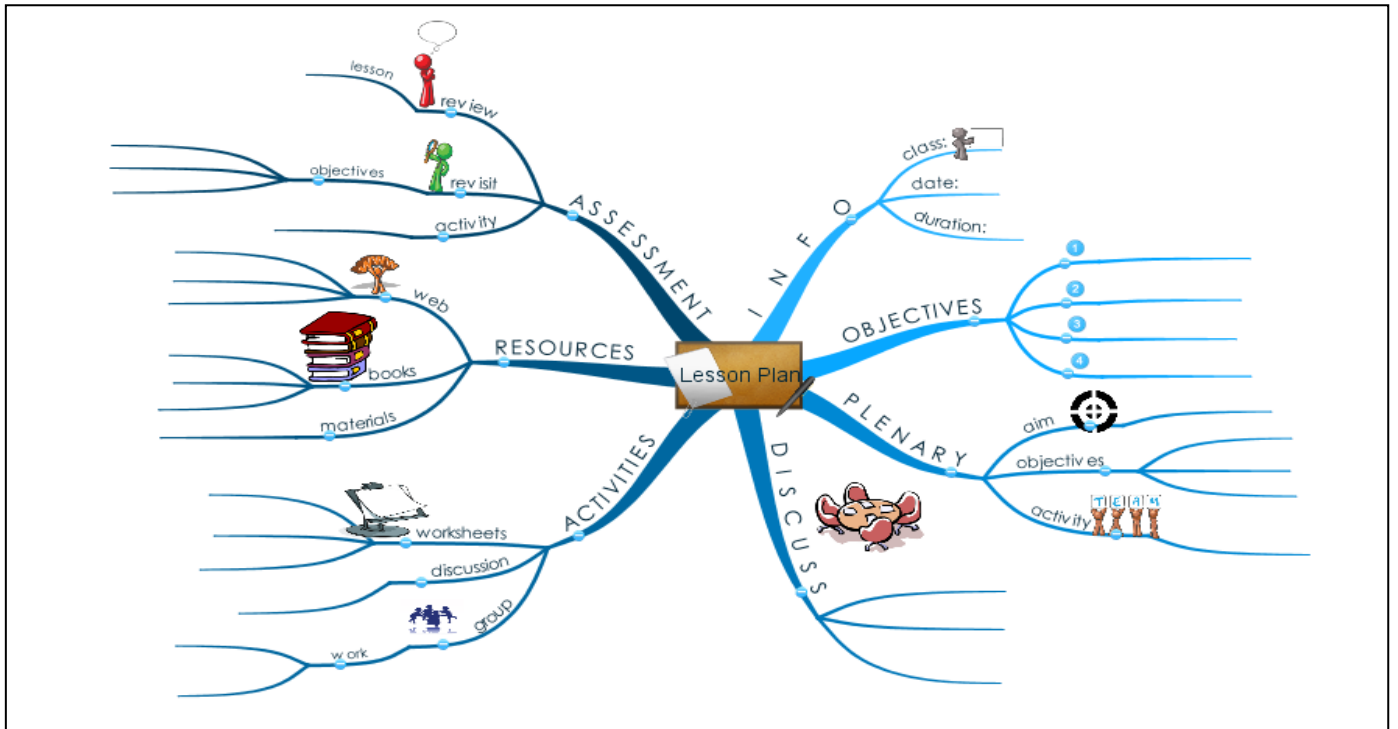 Lesson Plan
INFO
class:
date:
duration:
OBJECTIVES
1
2
3
4
PLENARY
aim
objectives
activity
TEAM
DISCUSS
ACTIVITIES
worksheets
discussion
group
work
RESOURCES
web
books
materials
ASSESSMENT
review
lesson
revisit
objectives
activity